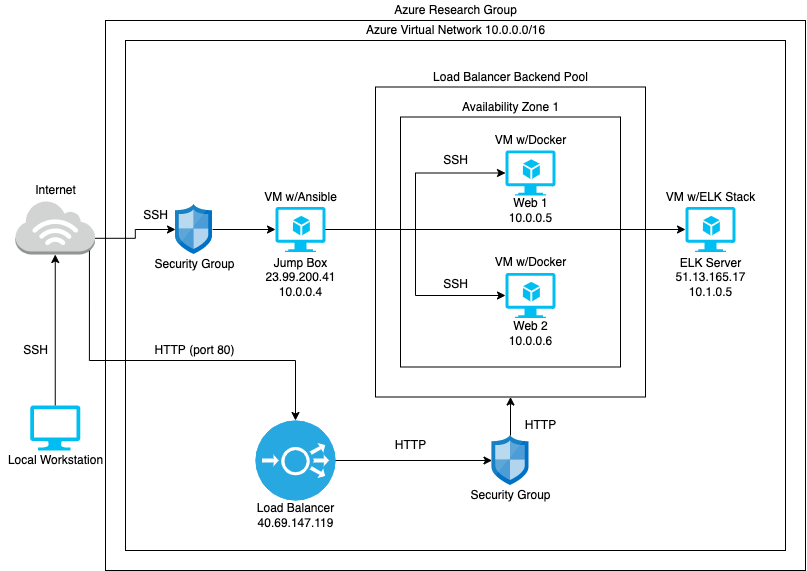 Azure Research Group
Azure Virtual Network 10.0.0.0/16
Load Balancer Backend Pool
Availability Zone 1
VM w/Docker
SSH
Web 1
10.0.0.5
Internet
SSH
Security Group
VM w/Ansible
Jump Box
23.99.200.41
10.0.0.4
VM w/ELK Stack
ELK Server
51.13.165.17
10.1.0.5
VM w/Docker
SSH
Web 2
10.0.0.6
SSH
HTTP (port 80)
Local Workstation
HTTP
HTTP
Security Group
Load Balancer
40.69.147.119